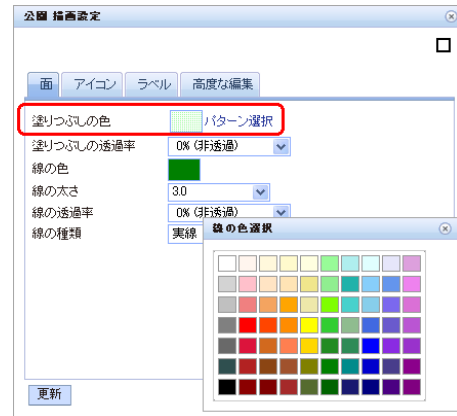 公園 描画設定
面 アイコン ラベル 高度な編集
塗りつぶしの色 パターン選択
塗りつぶしの透過率 0% (非透過)
線の色
線の太さ 3.0
線の透過率 0% (非透過)
線の種類 実線
線の色選択
更新